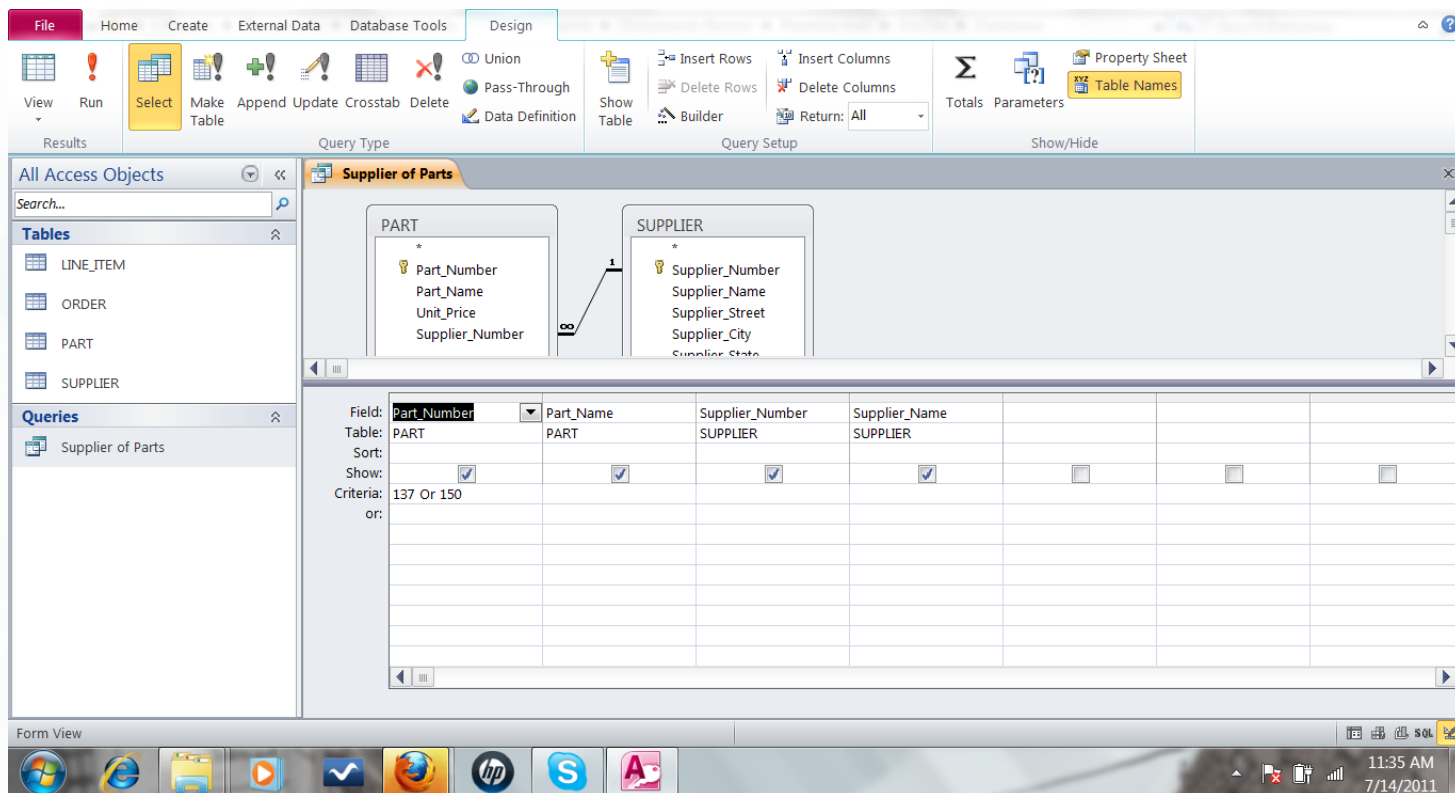 File Home Create External Data Database Tools Design
View
Run
Select
Make Table
Append
Update
Crosstab
Delete
Union
Pass-Through
Data Definition
Show Table
Insert Rows
Delete Rows
Builder
Insert Columns
Delete Columns
Return: All
Totals
Parameters
Property Sheet
Table Names
Results
Query Type
Query Setup
Show/Hide
All Access Objects
Search...
Tables
LINE_ITEM
ORDER
PART
SUPPLIER
Queries
Supplier of Parts
Supplier of Parts
PART
*
Part_Number
Part_Name
Unit_Price
Supplier_Number
∞
1
SUPPLIER
*
Supplier_Number
Supplier_Name
Supplier_Street
Supplier_City
Supplier_State
Field: Part_Number Part_Name Supplier_Number Supplier_Name
Table: PART PART SUPPLIER SUPPLIER
Sort:
Show:
Criteria: 137 Or 150
or:
Form View
SQL
hp
S
A
11:35 AM
7/14/2011